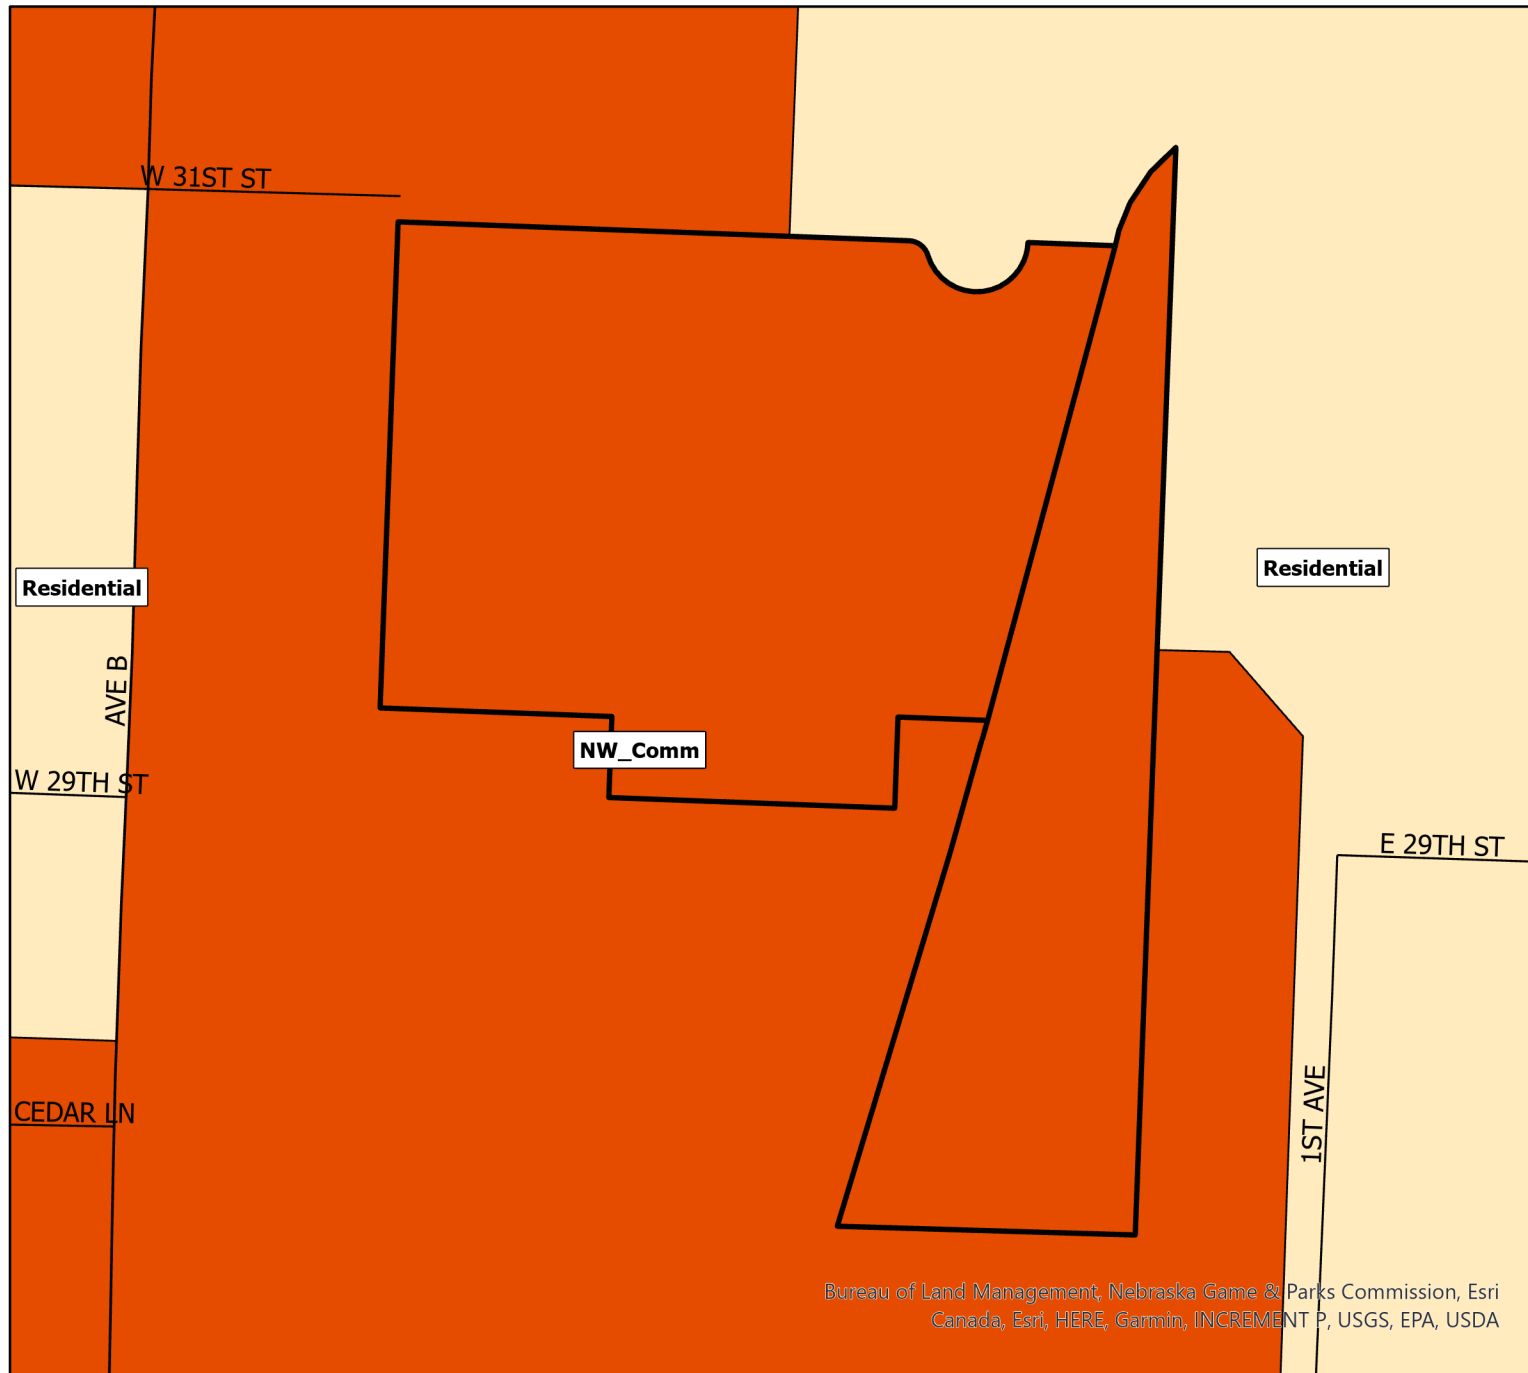 W 31ST ST
Residential
Residential
AVE B
NW_Comm
W 29TH ST
E 29TH ST
1ST AVE
CEDAR LN
Bureau of Land Management, Nebraska Game & Parks Commission, Esri
Canada, Esri, HERE, Garmin, INCREMENT P, USGS, EPA, USDA